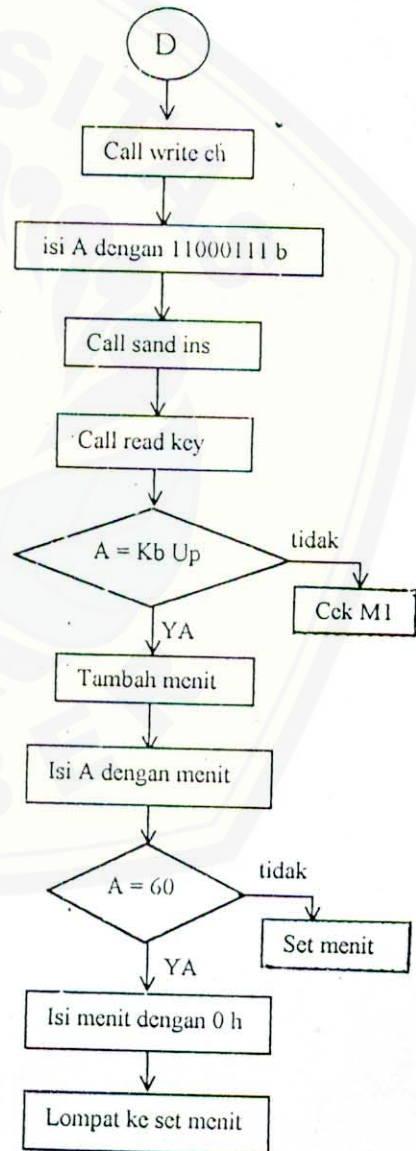 D
Call write ch
isi A dengan 11000111 b
Call sand ins
Call read key
A = Kb Up
tidak
Cek M1
YA
Tambah menit
Isi A dengan menit
A = 60
tidak
Set menit
YA
Isi menit dengan 0 h
Lompat ke set menit